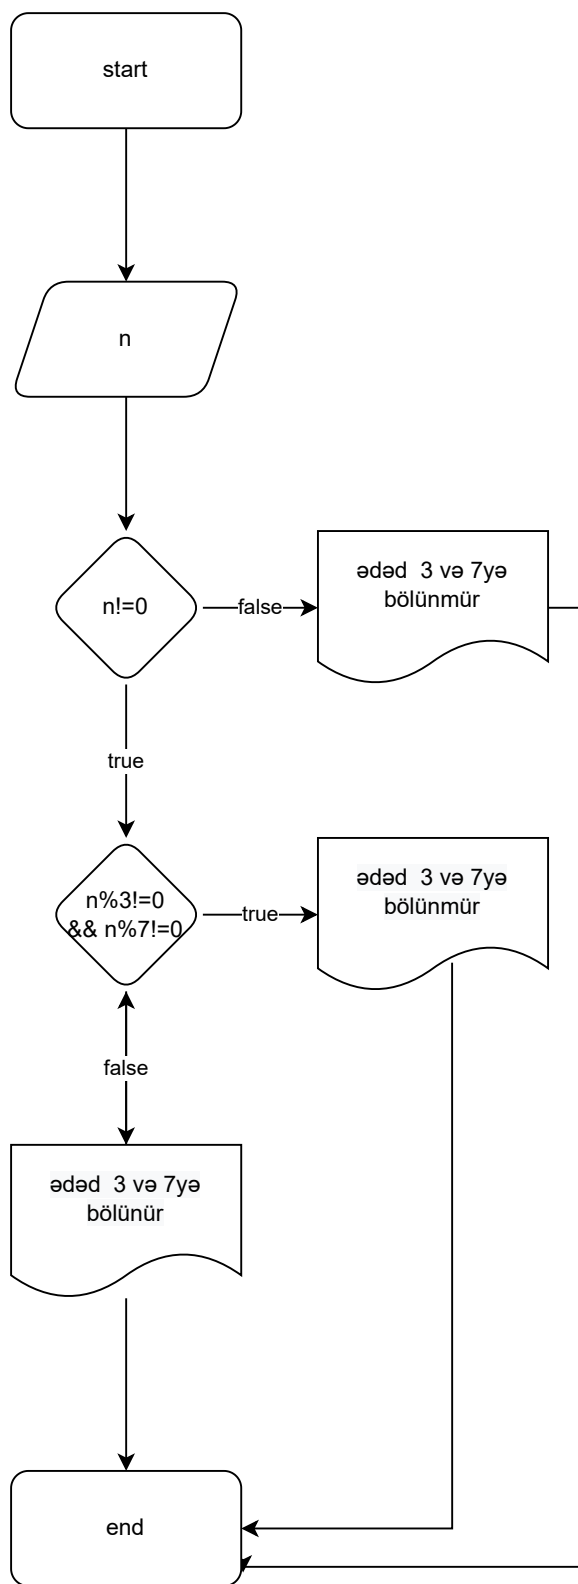 start
n
n!=0
false
ədəd  3 və 7yə
bölünmür
true
n%3!=0
&& n%7!=0
true
ədəd  3 və 7yə
bölünmür
false
ədəd  3 və 7yə
bölünür
end